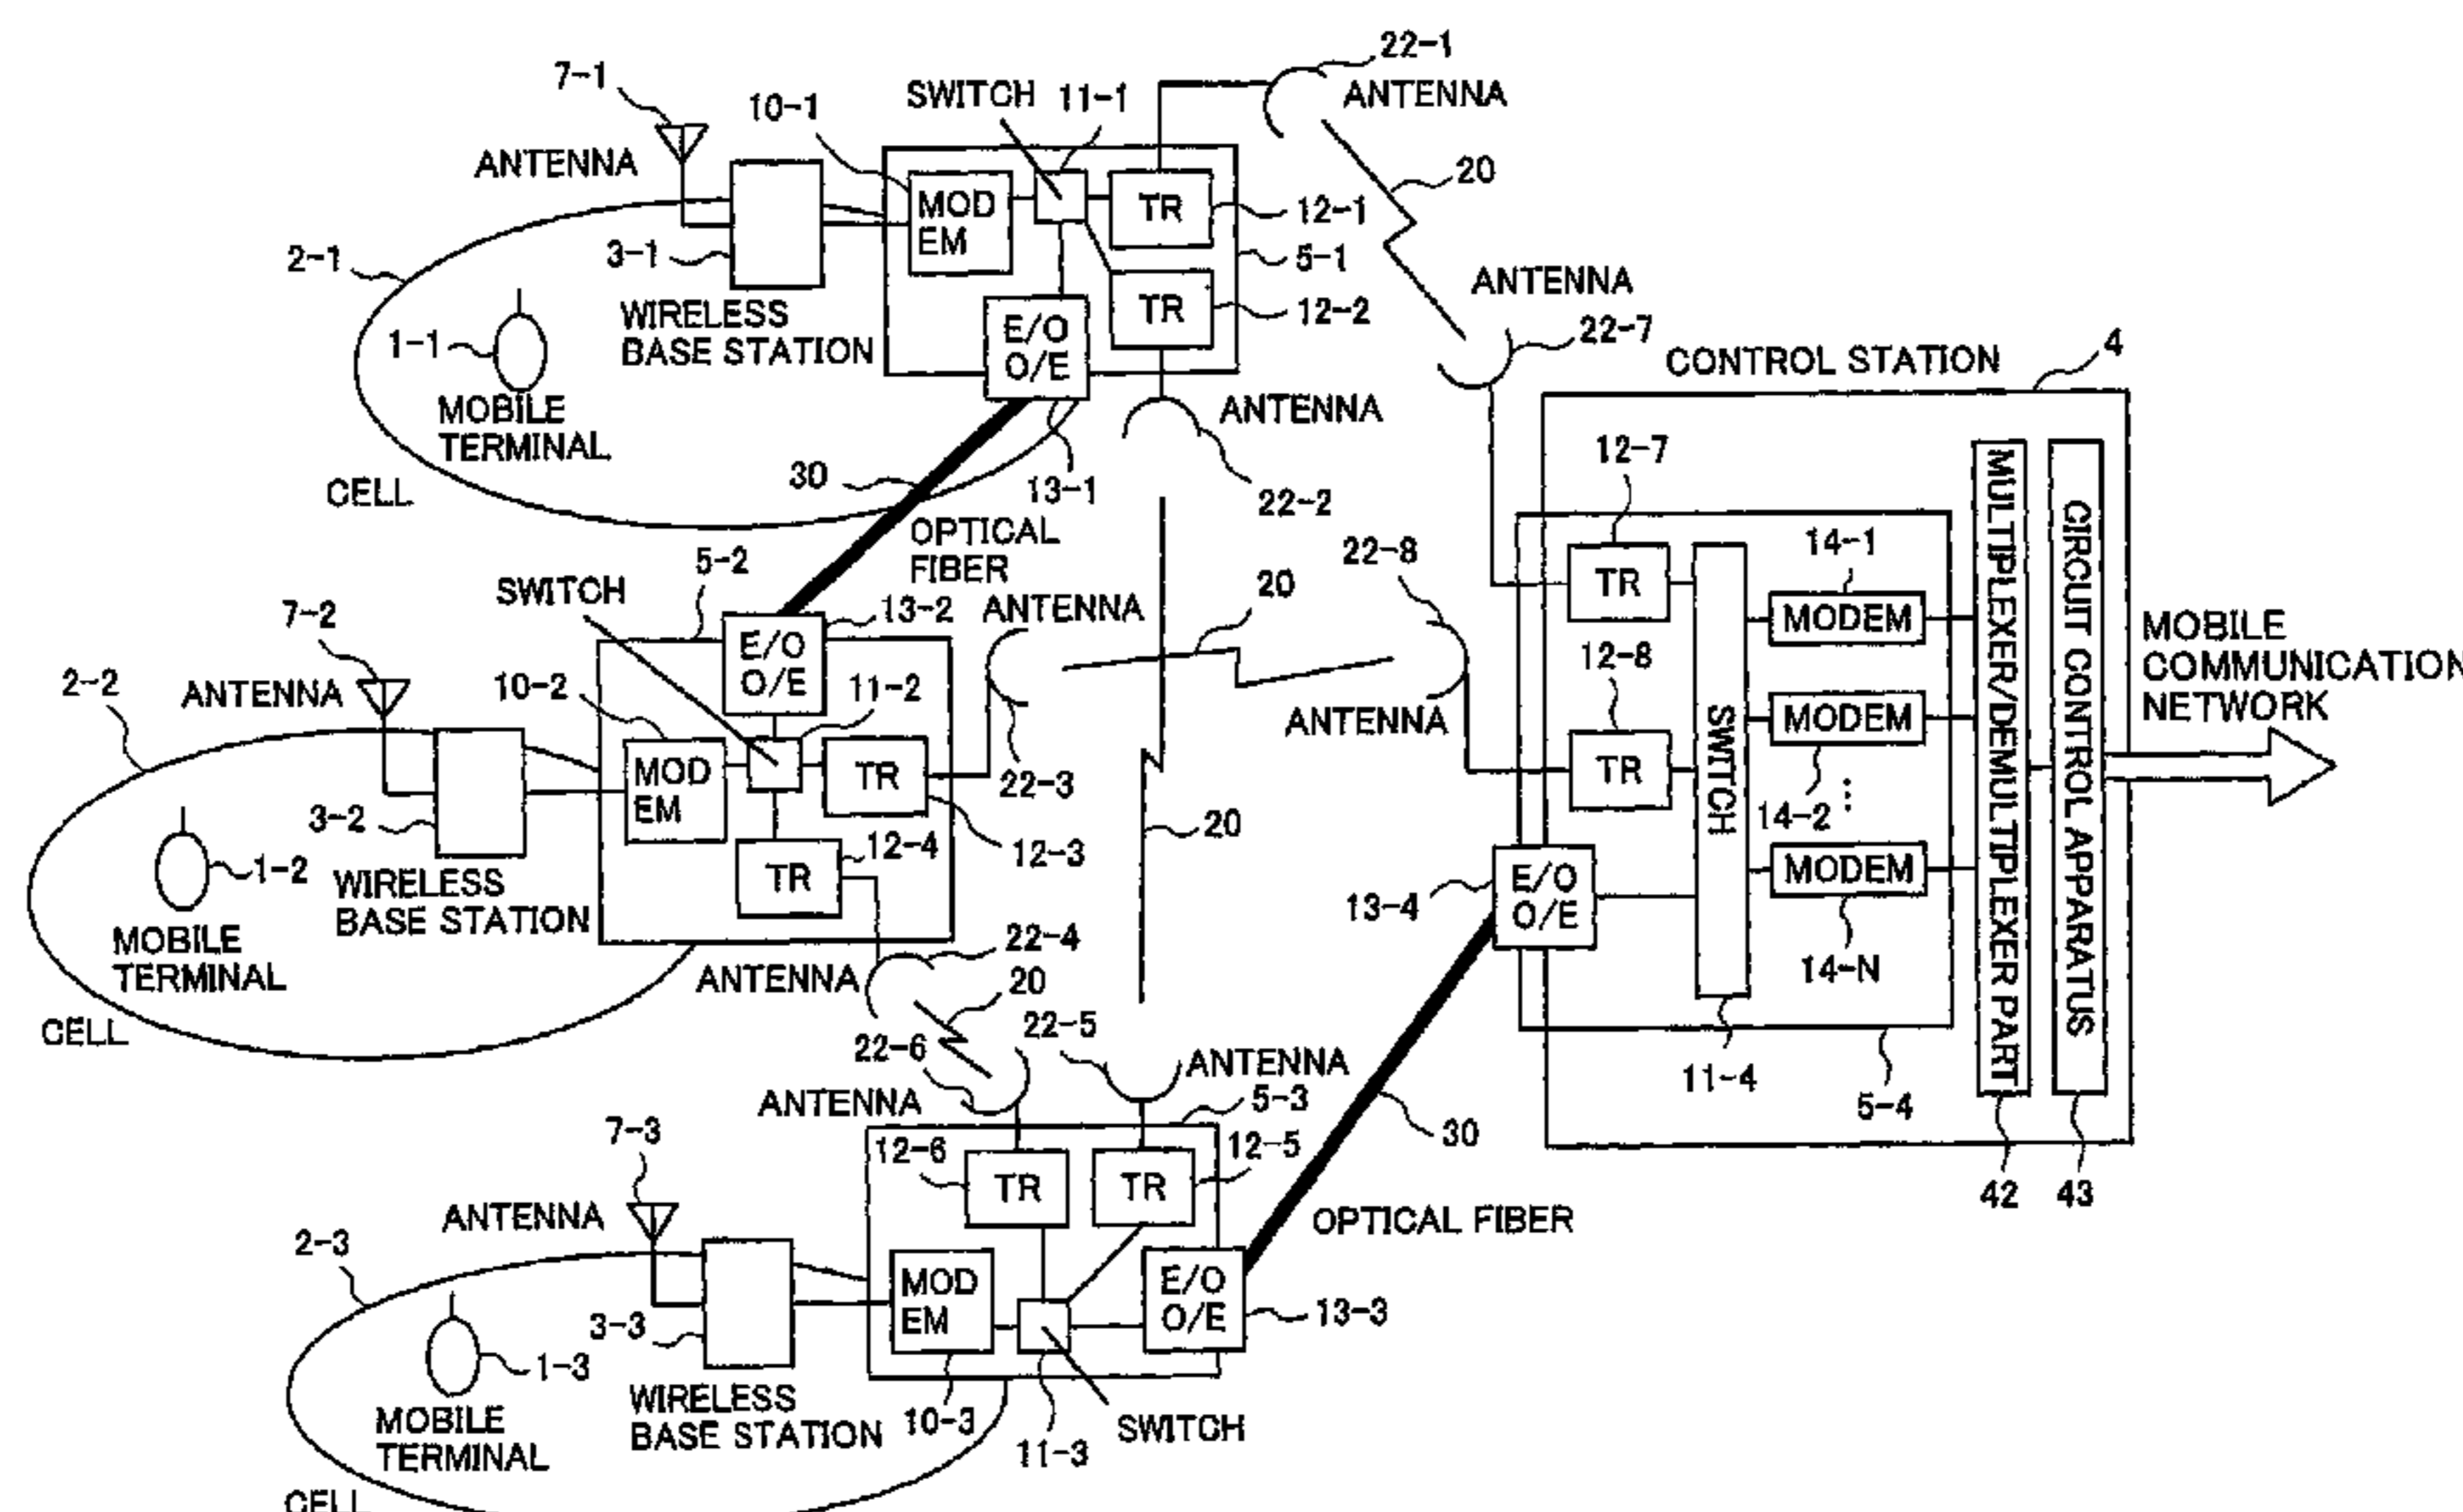 22-1
7-1
10-1
SWITCH
11-1
ANTENNA
ANTENNA
20
MOD
EM
TR
12-1
2-1
3-1
5-1
ANTENNA
WIRELESS
BASE STATION
E/O
O/E
TR
12-2
22-7
1-1
CONTROL STATION
4
MOBILE
TERMINAL
ANTENNA
CELL
30
13-1
22-2
12-7
OPTICAL
FIBER
5-2
22-8
14-1
SWITCH
7-2
13-2
ANTENNA
20
TR
MODEM
MOBILE
COMMUNICATION
NETWORK
2-2
ANTENNA
10-2
E/O
O/E
11-2
ANTENNA
12-8
MODEM
SWITCH
MULTIPLEXER/DEMULTIPLEXER PART
CIRCUIT CONTROL APPARATUS
MOD
EM
TR
22-3
TR
14-2
⋮
3-2
20
1-2
WIRELESS
BASE STATION
TR
12-4
12-3
13-4
E/O
O/E
MODEM
MOBILE
TERMINAL
ANTENNA
22-4
14-N
CELL
20
22-6
22-5
ANTENNA
ANTENNA
5-3
11-4
5-4
7-3
12-6
12-5
30
42
43
TR
TR
ANTENNA
OPTICAL FIBER
2-3
MOD
EM
E/O
O/E
13-3
3-3
1-3
WIRELESS
BASE STATION
10-3
11-3
SWITCH
MOBILE
TERMINAL
CELL